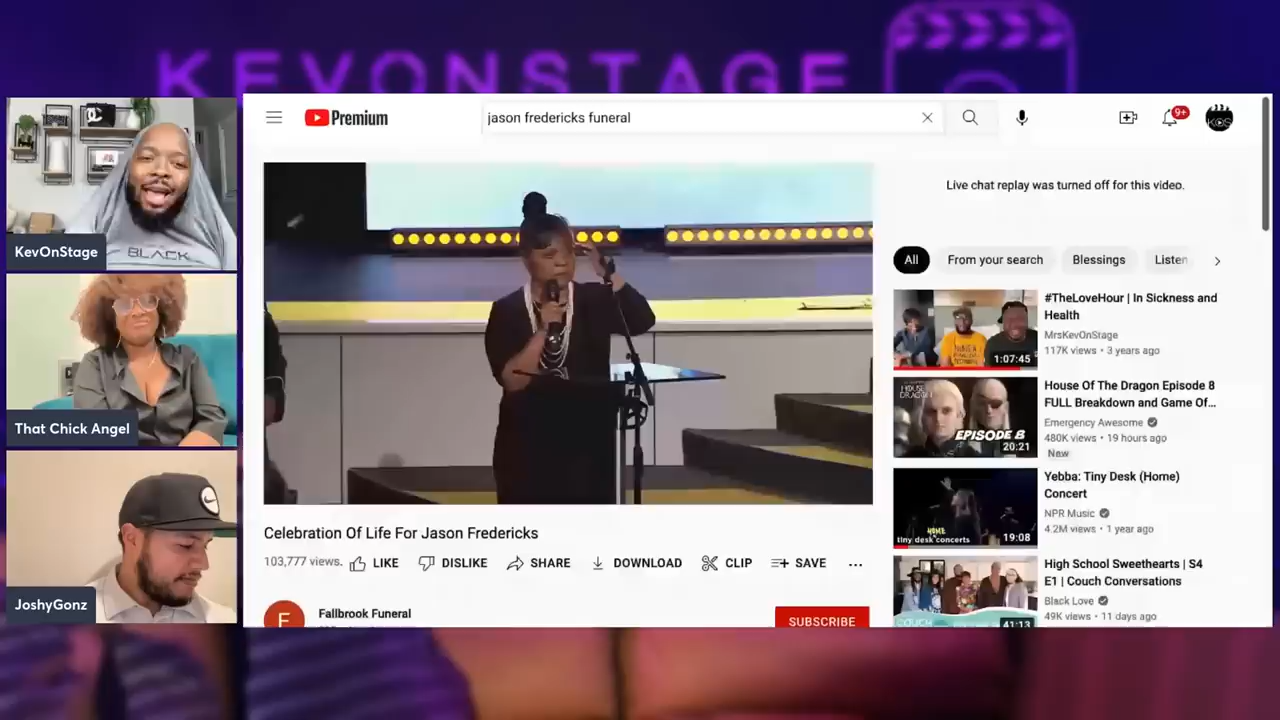 KEVONSTAGE
Premium
jason fredericks funeral
9+
KOS
BLACK
KevOnStage
That Chick Angel
JoshyGonz
Live chat replay was turned off for this video.
All
From your search
Blessings
Listen
#TheLoveHour | In Sickness and
Health
MrsKevOnStage
117K views • 3 years ago
1:07:45
House Of The Dragon Episode 8
FULL Breakdown and Game Of...
Emergency Awesome
480K views • 19 hours ago
New
EPISODE 8
20:21
Yebba: Tiny Desk (Home)
Concert
NPR Music
4.2M views • 1 year ago
HOME
tiny desk concerts
19:08
High School Sweethearts | S4
E1 | Couch Conversations
Black Love
49K views • 11 days ago
COUCH
41:13
Celebration Of Life For Jason Fredericks
103,777 views.
LIKE
DISLIKE
SHARE
DOWNLOAD
CLIP
SAVE
F
Fallbrook Funeral
SUBSCRIBE